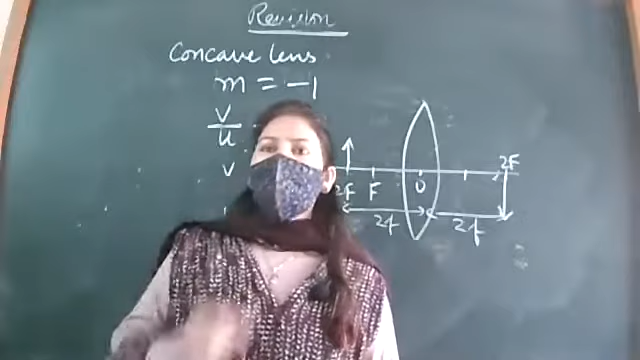 Revision
Concave lens
m = -1
v
u
v
2F F O 2F
2f 2f